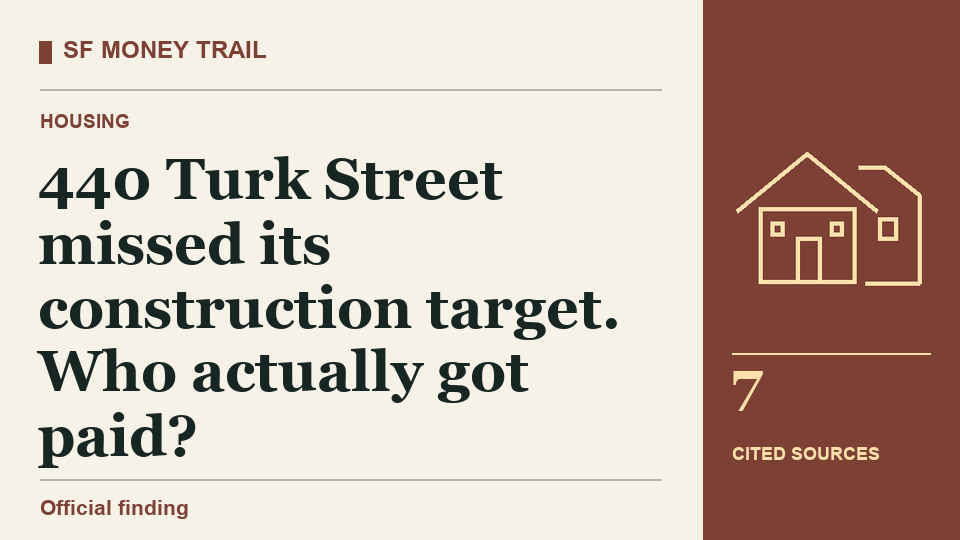 SF MONEY TRAIL
HOUSING
440 Turk Street
missed its
construction target.
Who actually got
paid?
Official finding
7
CITED SOURCES